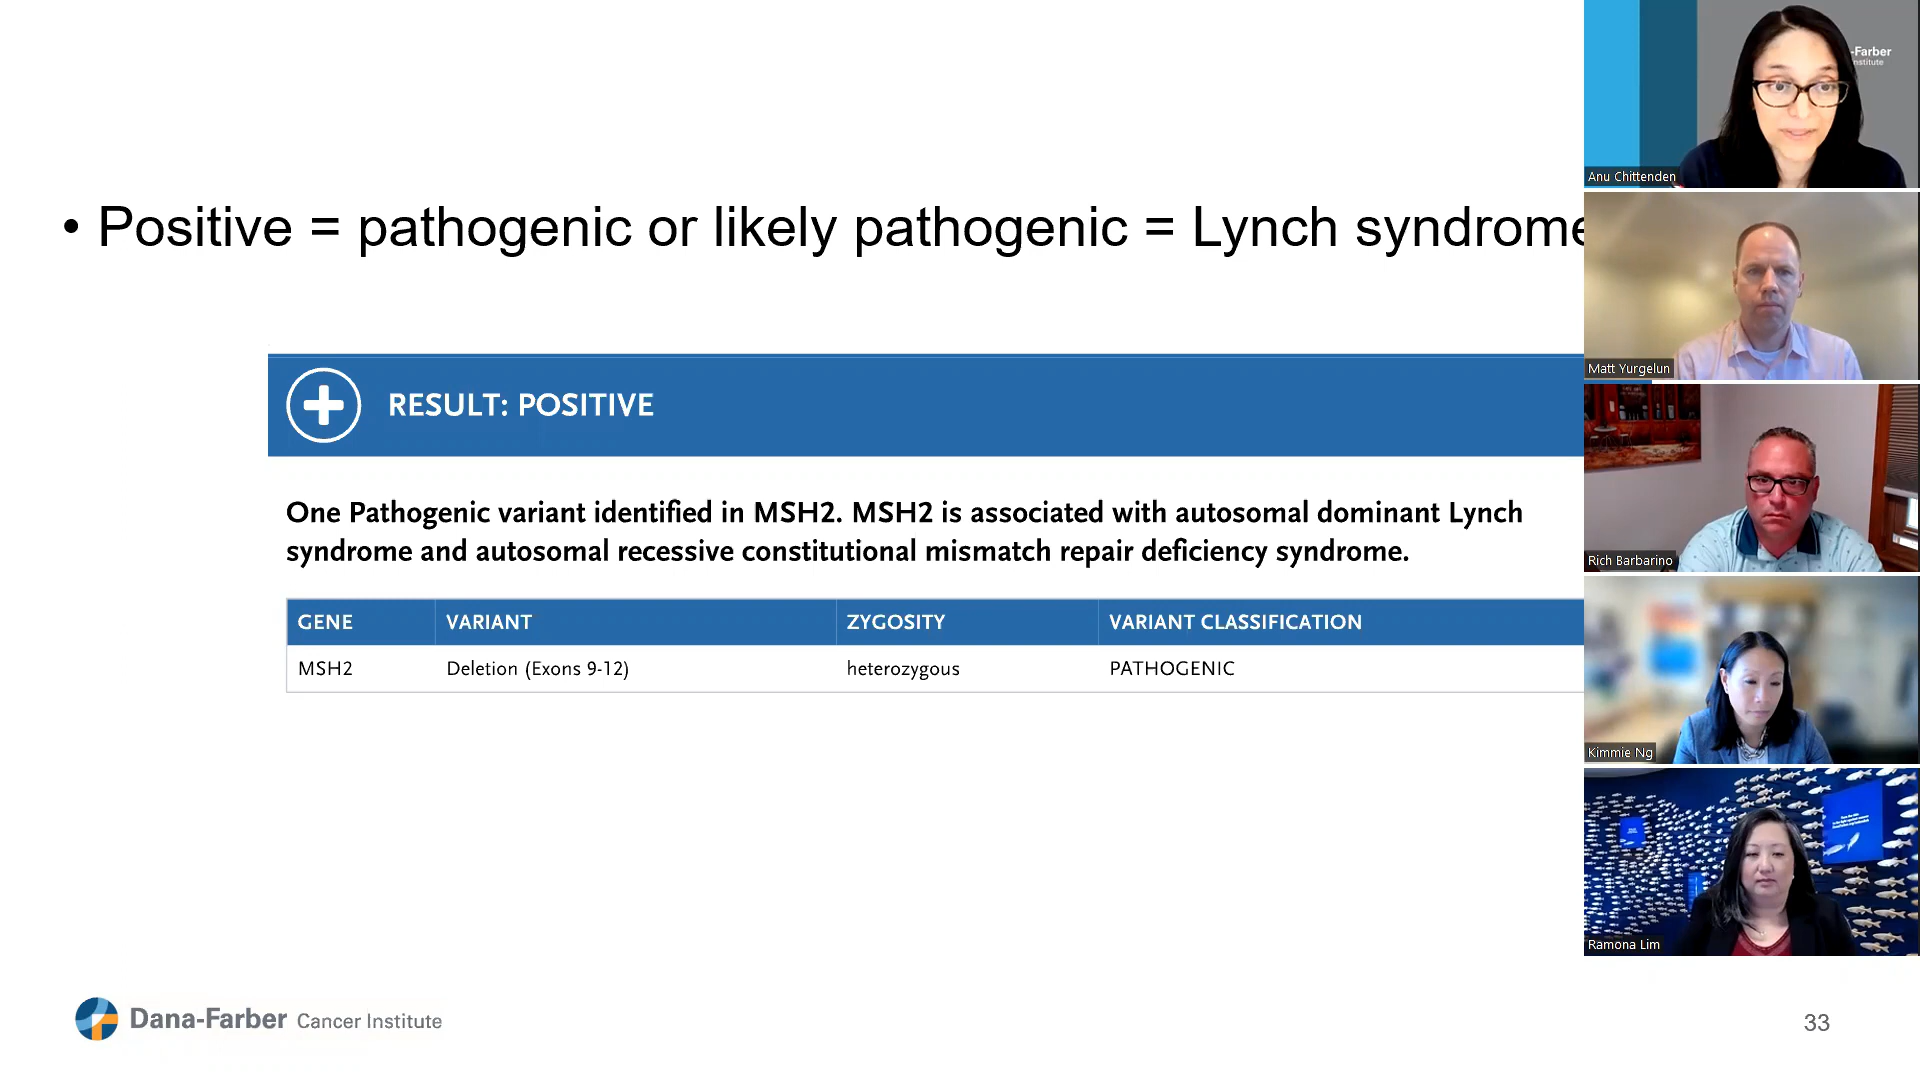 • Positive = pathogenic or likely pathogenic = Lynch syndrome
RESULT: POSITIVE
One Pathogenic variant identified in MSH2. MSH2 is associated with autosomal dominant Lynch
syndrome and autosomal recessive constitutional mismatch repair deficiency syndrome.
GENE VARIANT ZYGOSITY VARIANT CLASSIFICATION
MSH2 Deletion (Exons 9-12) heterozygous PATHOGENIC
Dana-Farber Cancer Institute
33
-Farber
nstitute
Anu Chittenden
Matt Yurgelun
Rich Barbarino
Kimmie Ng
Ramona Lim